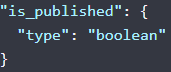 "is_published": {
  "type": "boolean"
}